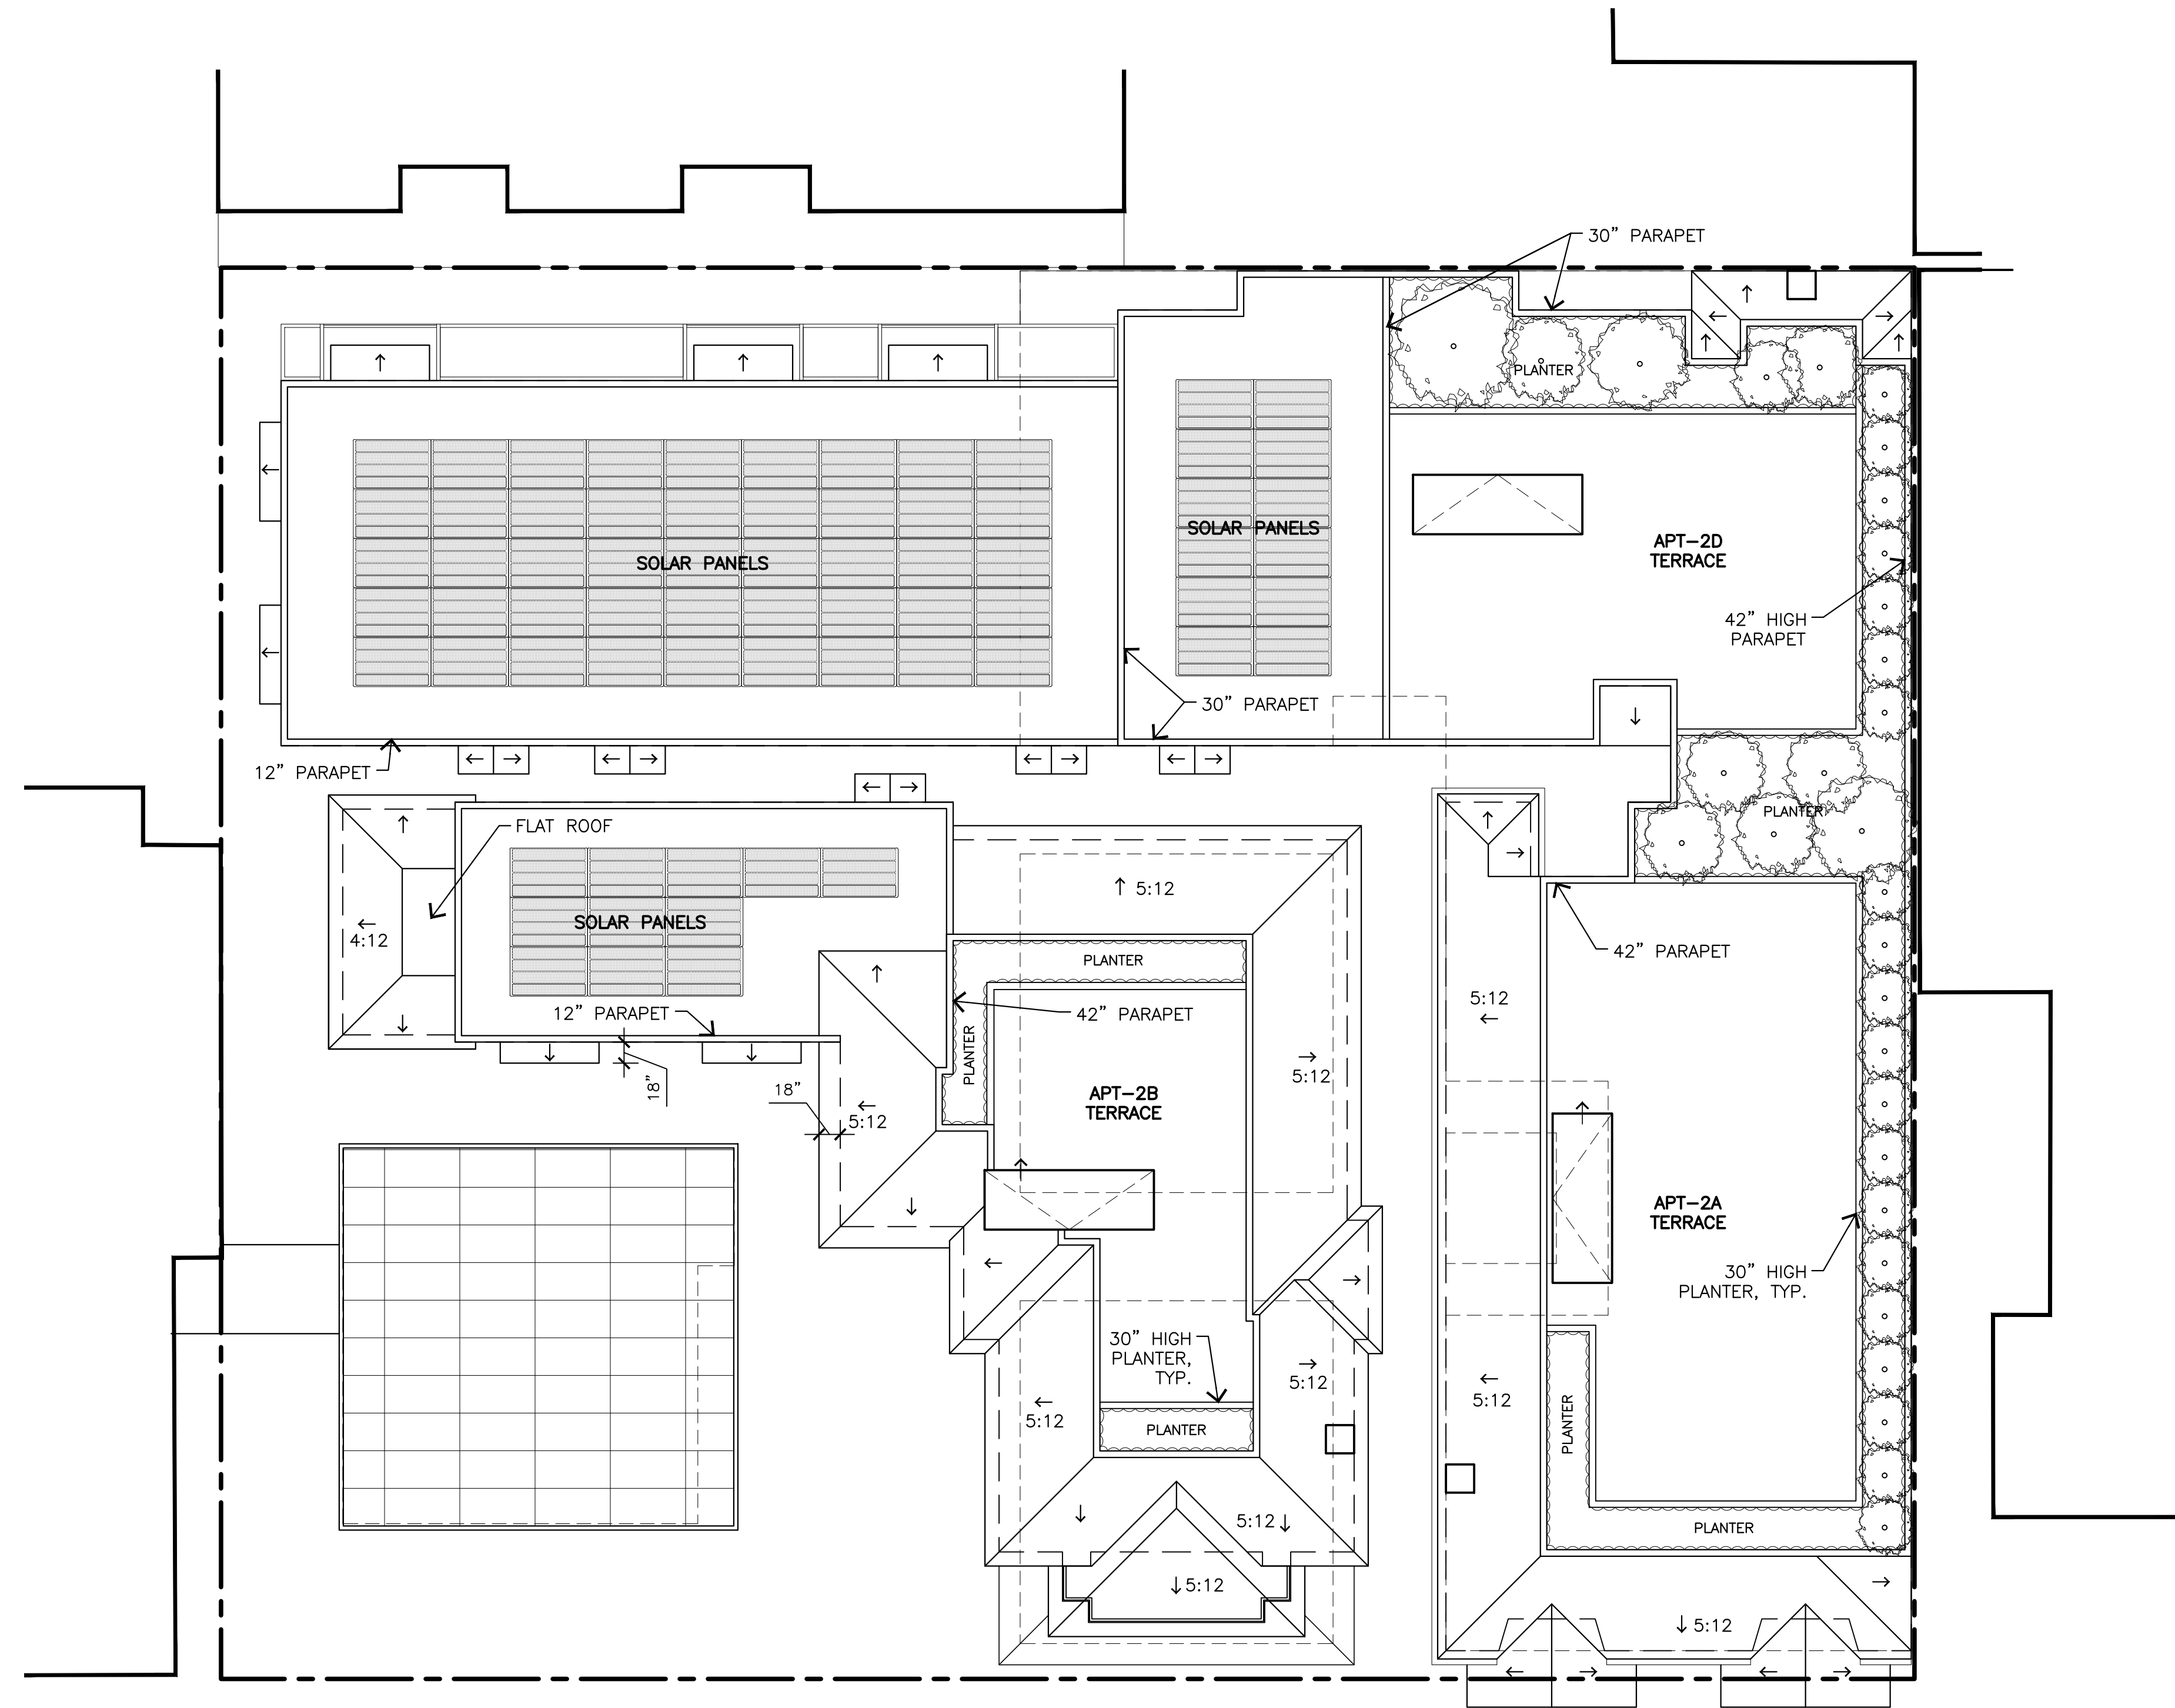 30” PARAPET
PLANTER
SOLAR PANELS
SOLAR PANELS
APT-2D
TERRACE
42” HIGH
PARAPET
30” PARAPET
12” PARAPET
PLANTER
FLAT ROOF
5:12
4:12
SOLAR PANELS
PLANTER
42” PARAPET
12” PARAPET
42” PARAPET
5:12
PLANTER
18”
18”
5:12
5:12
APT-2B
TERRACE
APT-2A
TERRACE
30” HIGH
PLANTER, TYP.
30” HIGH
PLANTER,
TYP.
5:12
5:12
5:12
PLANTER
PLANTER
5:12
PLANTER
5:12
5:12